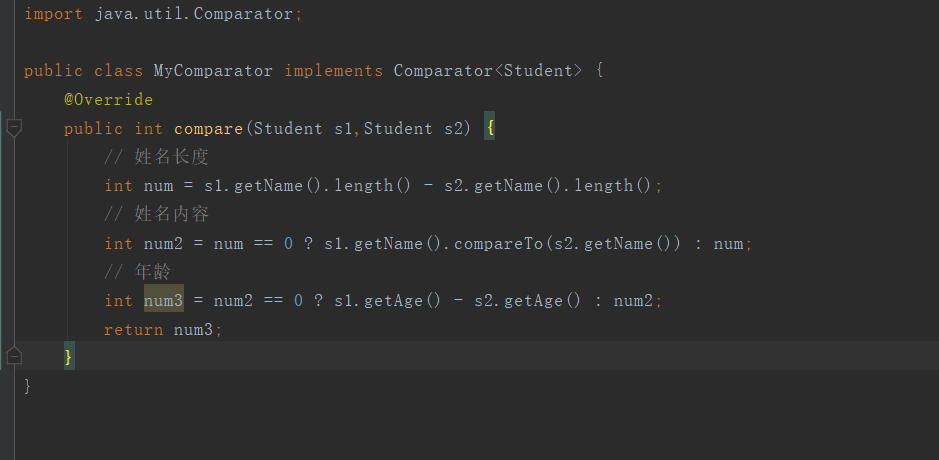 import java.util.Comparator;
public class MyComparator implements Comparator<Student> {
@Override
public int compare(Student s1,Student s2) {
// 姓名长度
int num = s1.getName().length() - s2.getName().length();
// 姓名内容
int num2 = num == 0 ? s1.getName().compareTo(s2.getName()) : num;
// 年龄
int num3 = num2 == 0 ? s1.getAge() - s2.getAge() : num2;
return num3;
}
}